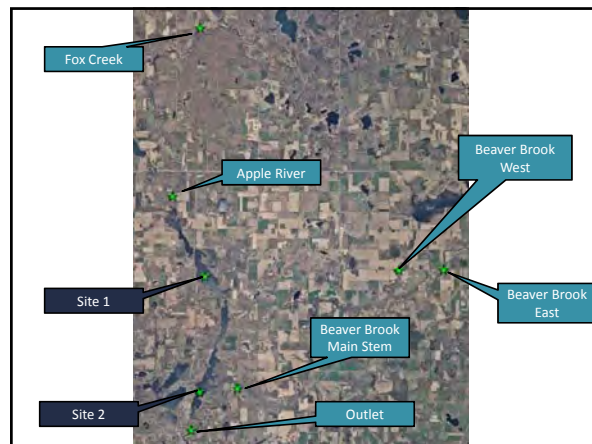 Fox Creek
Beaver Brook
West
Apple River
Site 1
Beaver Brook
East
Beaver Brook
Main Stem
Site 2
Outlet